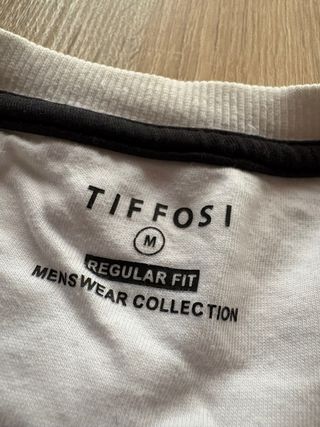 TIFFOSI
M
REGULAR FIT
MENSWEAR COLLECTION